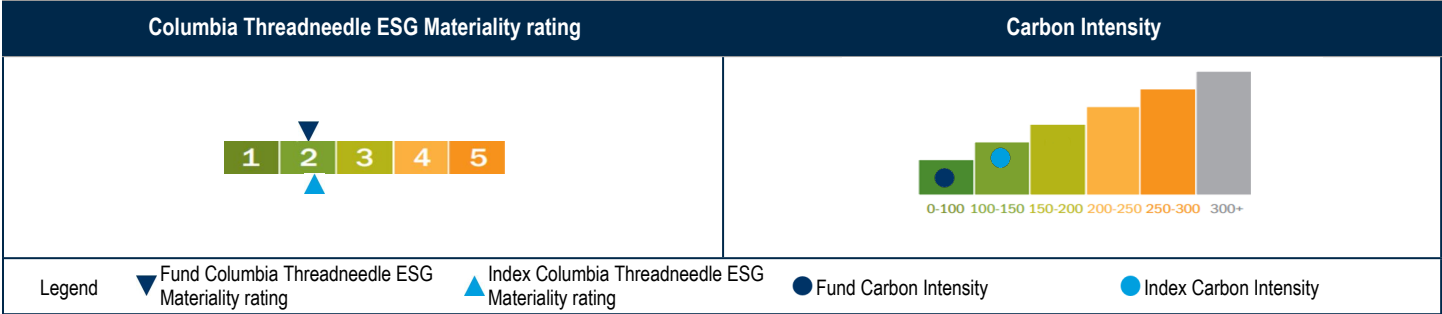 Columbia Threadneedle ESG Materiality rating
Carbon Intensity
1 2 3 4 5
0-100 100-150 150-200 200-250 250-300 300+
Legend
Fund Columbia Threadneedle ESG
Materiality rating
Index Columbia Threadneedle ESG
Materiality rating
Fund Carbon Intensity
Index Carbon Intensity